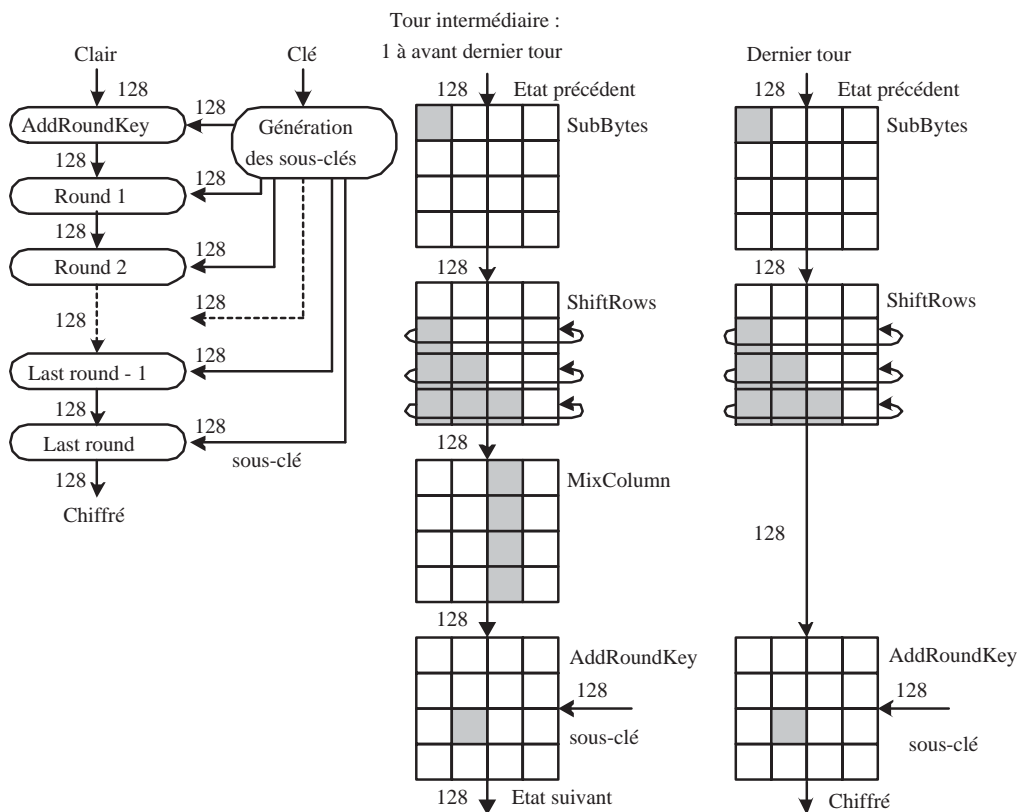 Clair
Clé
128
AddRoundKey
128
Génération
des sous-clés
128
Round 1
128
128
Round 2
128
128
128
Last round - 1
128
128
Last round
128
sous-clé
128
Chiffré
Tour intermédiaire :
1 à avant dernier tour
128
Etat précédent
SubBytes
128
ShiftRows
128
MixColumn
128
AddRoundKey
128
sous-clé
128
Etat suivant
Dernier tour
128
Etat précédent
SubBytes
128
ShiftRows
128
AddRoundKey
128
sous-clé
Chiffré